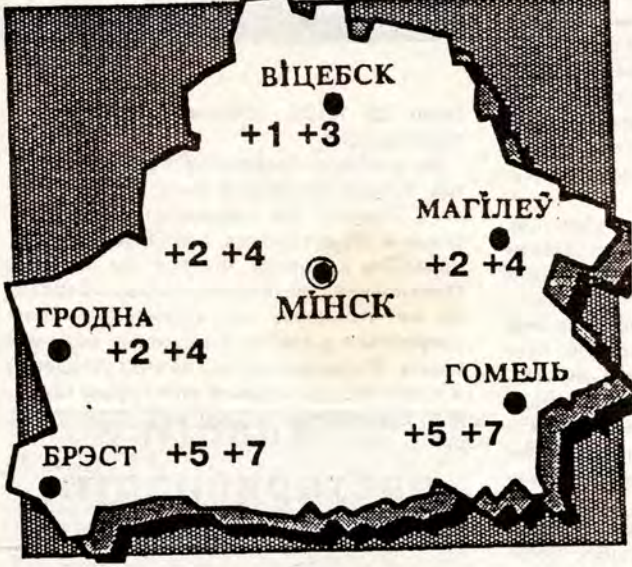 ВІЦЕБСК
+1 +3
МАГІЛЕЎ
+2 +4
+2 +4
МІНСК
ГРОДНА
+2 +4
ГОМЕЛЬ
+5 +7
БРЭСТ +5 +7